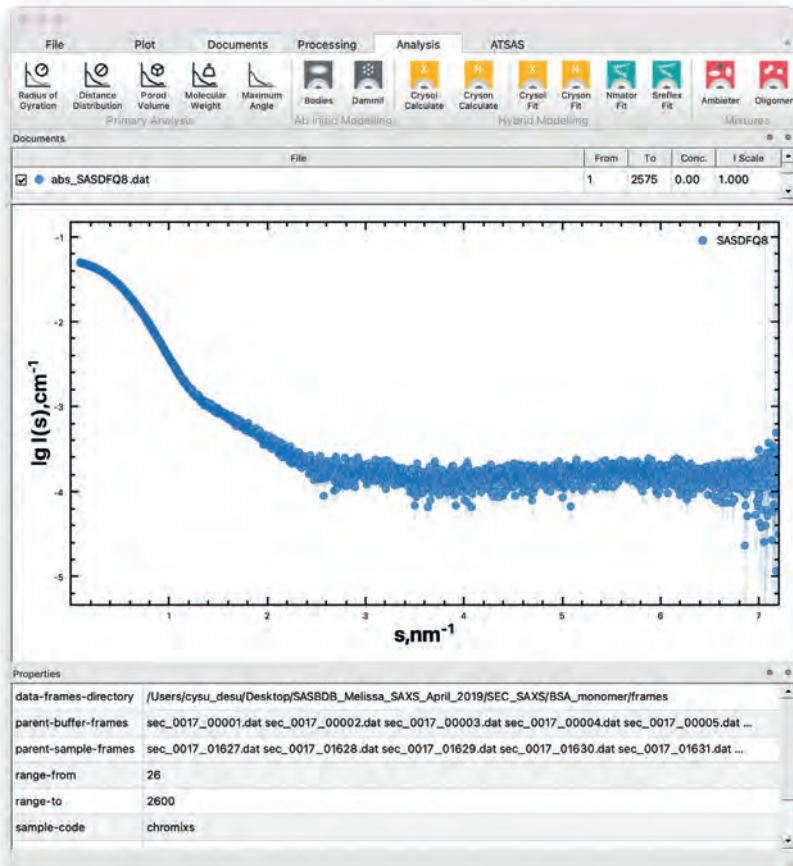 File Plot Documents Processing Analysis ATSAS
Radius of Gyration
Distance Distribution
Porod Volume
Molecular Weight
Maximum Angle
Bodies
Dammif
Crysol Calculate
Cryson Calculate
Crysol Fit
Cryson Fit
Nmator Fit
Sreflex Fit
Ambieter
Oligomer
Primary Analysis Ab initio Modelling Hybrid Modelling Mixtures
Documents
File From To Conc. I Scale
abs_SASDFQ8.dat 1 2575 0.00 1.000
SASDFQ8
-1
-2
-3
-4
-5
lg I(s),cm-1
1 2 3 4 5 6 7
s,nm-1
Properties
data-frames-directory /Users/cysu_desu/Desktop/SASBDB_Melissa_SAXS_April_2019/SEC_SAXS/BSA_monomer/frames
parent-buffer-frames sec_0017_00001.dat sec_0017_00002.dat sec_0017_00003.dat sec_0017_00004.dat sec_0017_00005.dat ...
parent-sample-frames sec_0017_01627.dat sec_0017_01628.dat sec_0017_01629.dat sec_0017_01630.dat sec_0017_01631.dat ...
range-from 26
range-to 2600
sample-code chromixs